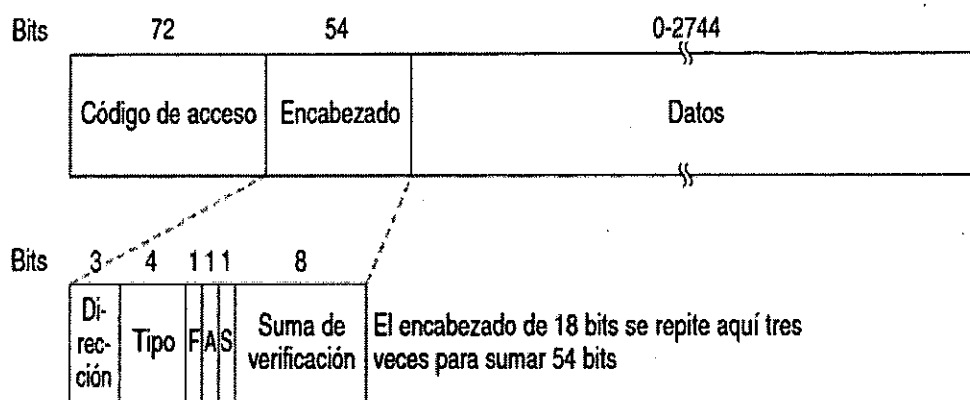 Bits 72 54 0-2744
Código de acceso Encabezado Datos
Bits 3 4 1 1 1 8
Di-
rec-
ción
Tipo F A S
Suma de
verificación
El encabezado de 18 bits se repite aquí tres
veces para sumar 54 bits